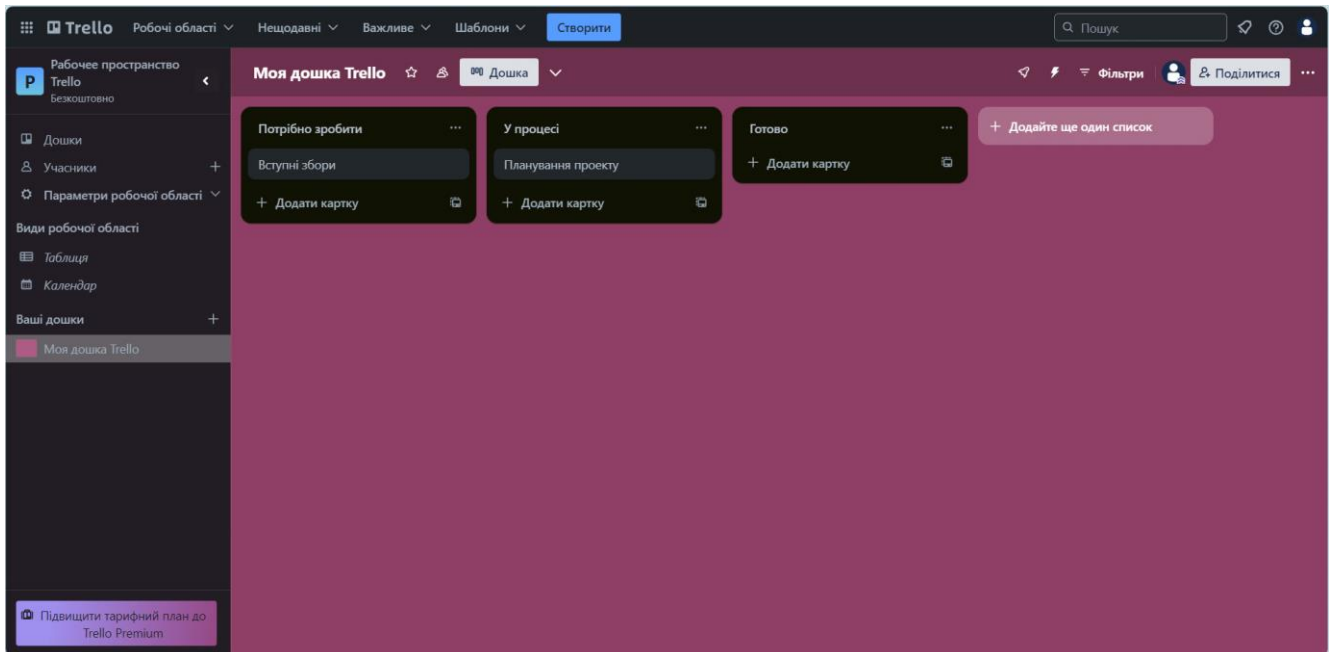 Trello Робочі області Нещодавні Важливе Шаблони Створити Пошук
P Рабочее пространство
Trello
Безкоштовно
Моя дошка Trello Дошка Фільтри Поділитися
Дошки
Учасники
Параметри робочої області
Види робочої області
Таблиця
Календар
Ваші дошки
Моя дошка Trello
Підвищити тарифний план до
Trello Premium
Потрібно зробити
Вступні збори
+ Додати картку
У процесі
Планування проекту
+ Додати картку
Готово
+ Додати картку
+ Додайте ще один список